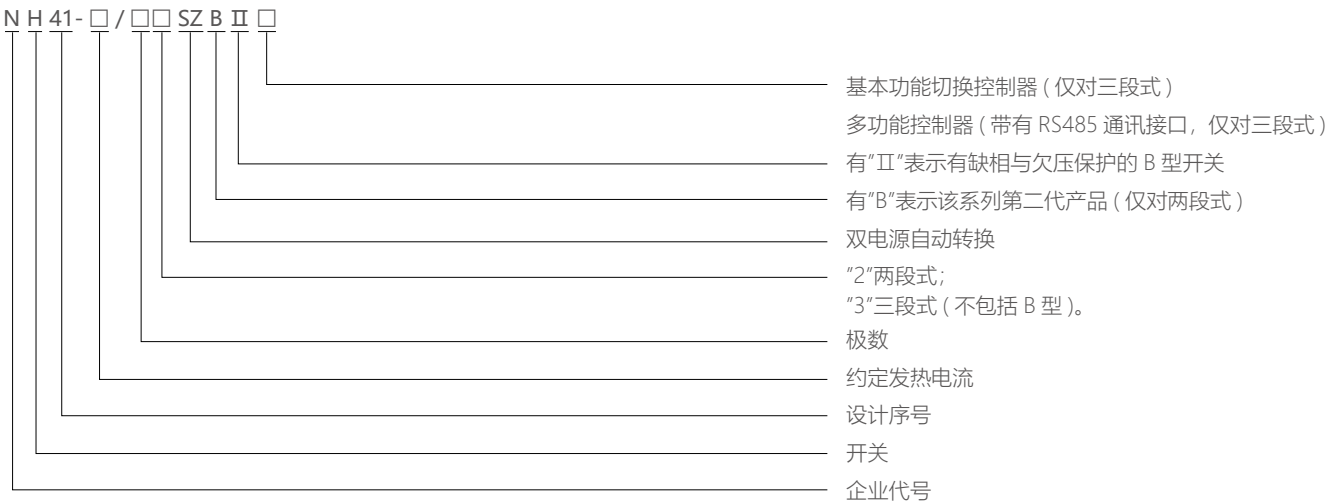 N H 41- □ / □□ SZ B Ⅱ □
基本功能切换控制器 ( 仅对三段式 )
多功能控制器 ( 带有 RS485 通讯接口，仅对三段式 )
有"Ⅱ"表示有缺相与欠压保护的 B 型开关
有"B"表示该系列第二代产品 ( 仅对两段式 )
双电源自动转换
"2"两段式；
"3"三段式 ( 不包括 B 型 )。
极数
约定发热电流
设计序号
开关
企业代号